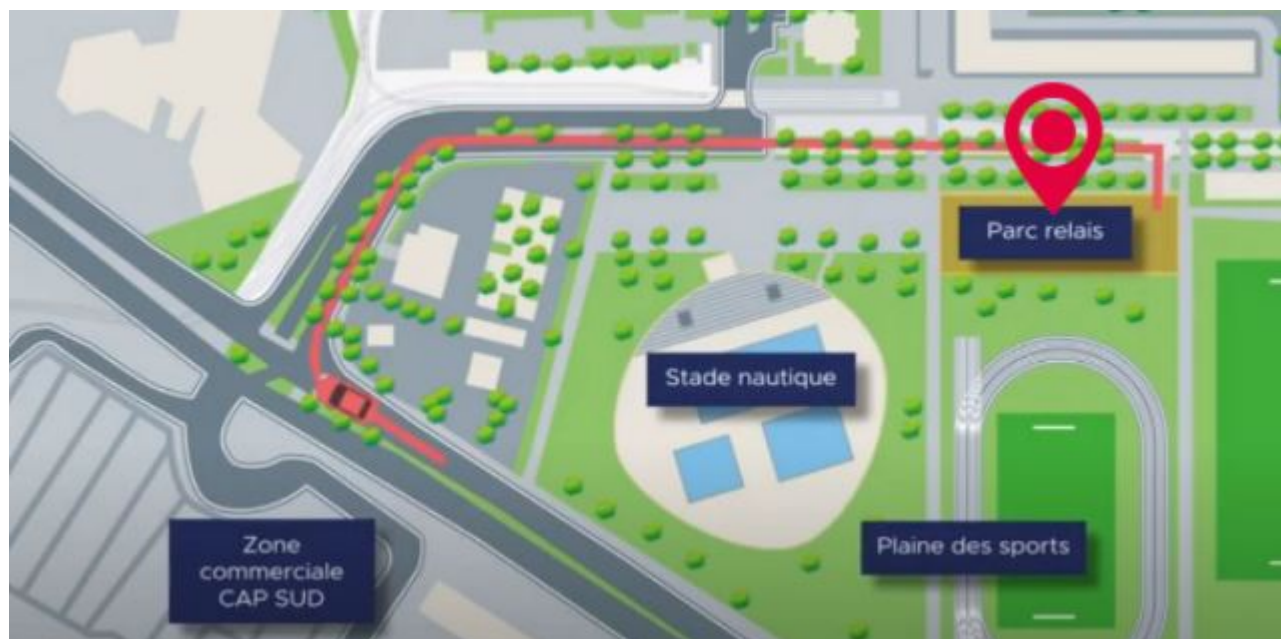 Parc relais
Stade nautique
Plaine des sports
Zone
commerciale
CAP SUD